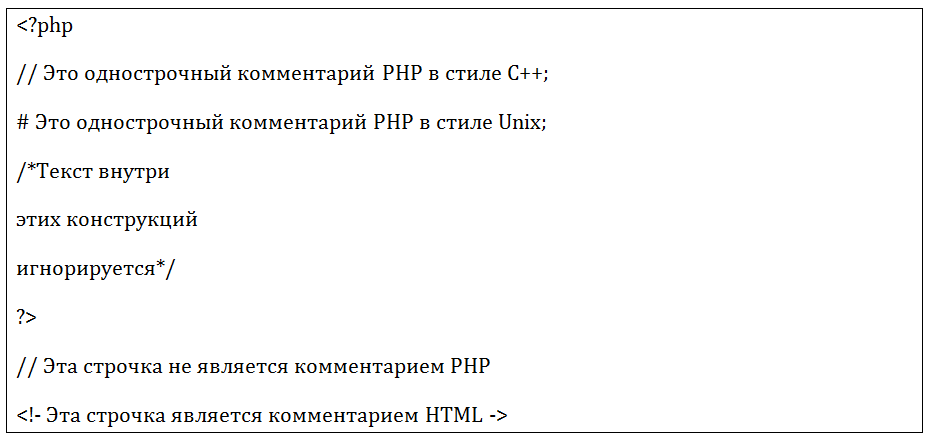 <?php
// Это однострочный комментарий PHP в стиле C++;
# Это однострочный комментарий PHP в стиле Unix;
/*Текст внутри
этих конструкций
игнорируется*/
?>
// Эта строчка не является комментарием PHP
<!- Эта строчка является комментарием HTML ->